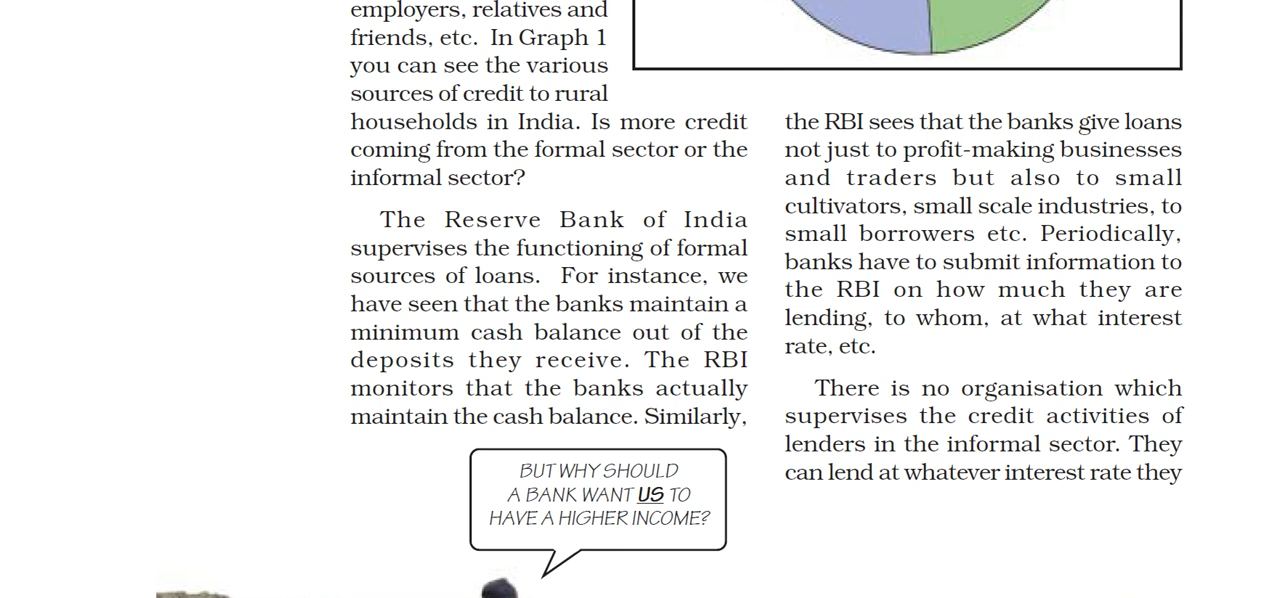 employers, relatives and
friends, etc. In Graph 1
you can see the various
sources of credit to rural
households in India. Is more credit
coming from the formal sector or the
informal sector?
The Reserve Bank of India
supervises the functioning of formal
sources of loans. For instance, we
have seen that the banks maintain a
minimum cash balance out of the
deposits they receive. The RBI
monitors that the banks actually
maintain the cash balance. Similarly,
the RBI sees that the banks give loans
not just to profit-making businesses
and traders but also to small
cultivators, small scale industries, to
small borrowers etc. Periodically,
banks have to submit information to
the RBI on how much they are
lending, to whom, at what interest
rate, etc.
There is no organisation which
supervises the credit activities of
lenders in the informal sector. They
can lend at whatever interest rate they
BUT WHY SHOULD
A BANK WANT US TO
HAVE A HIGHER INCOME?